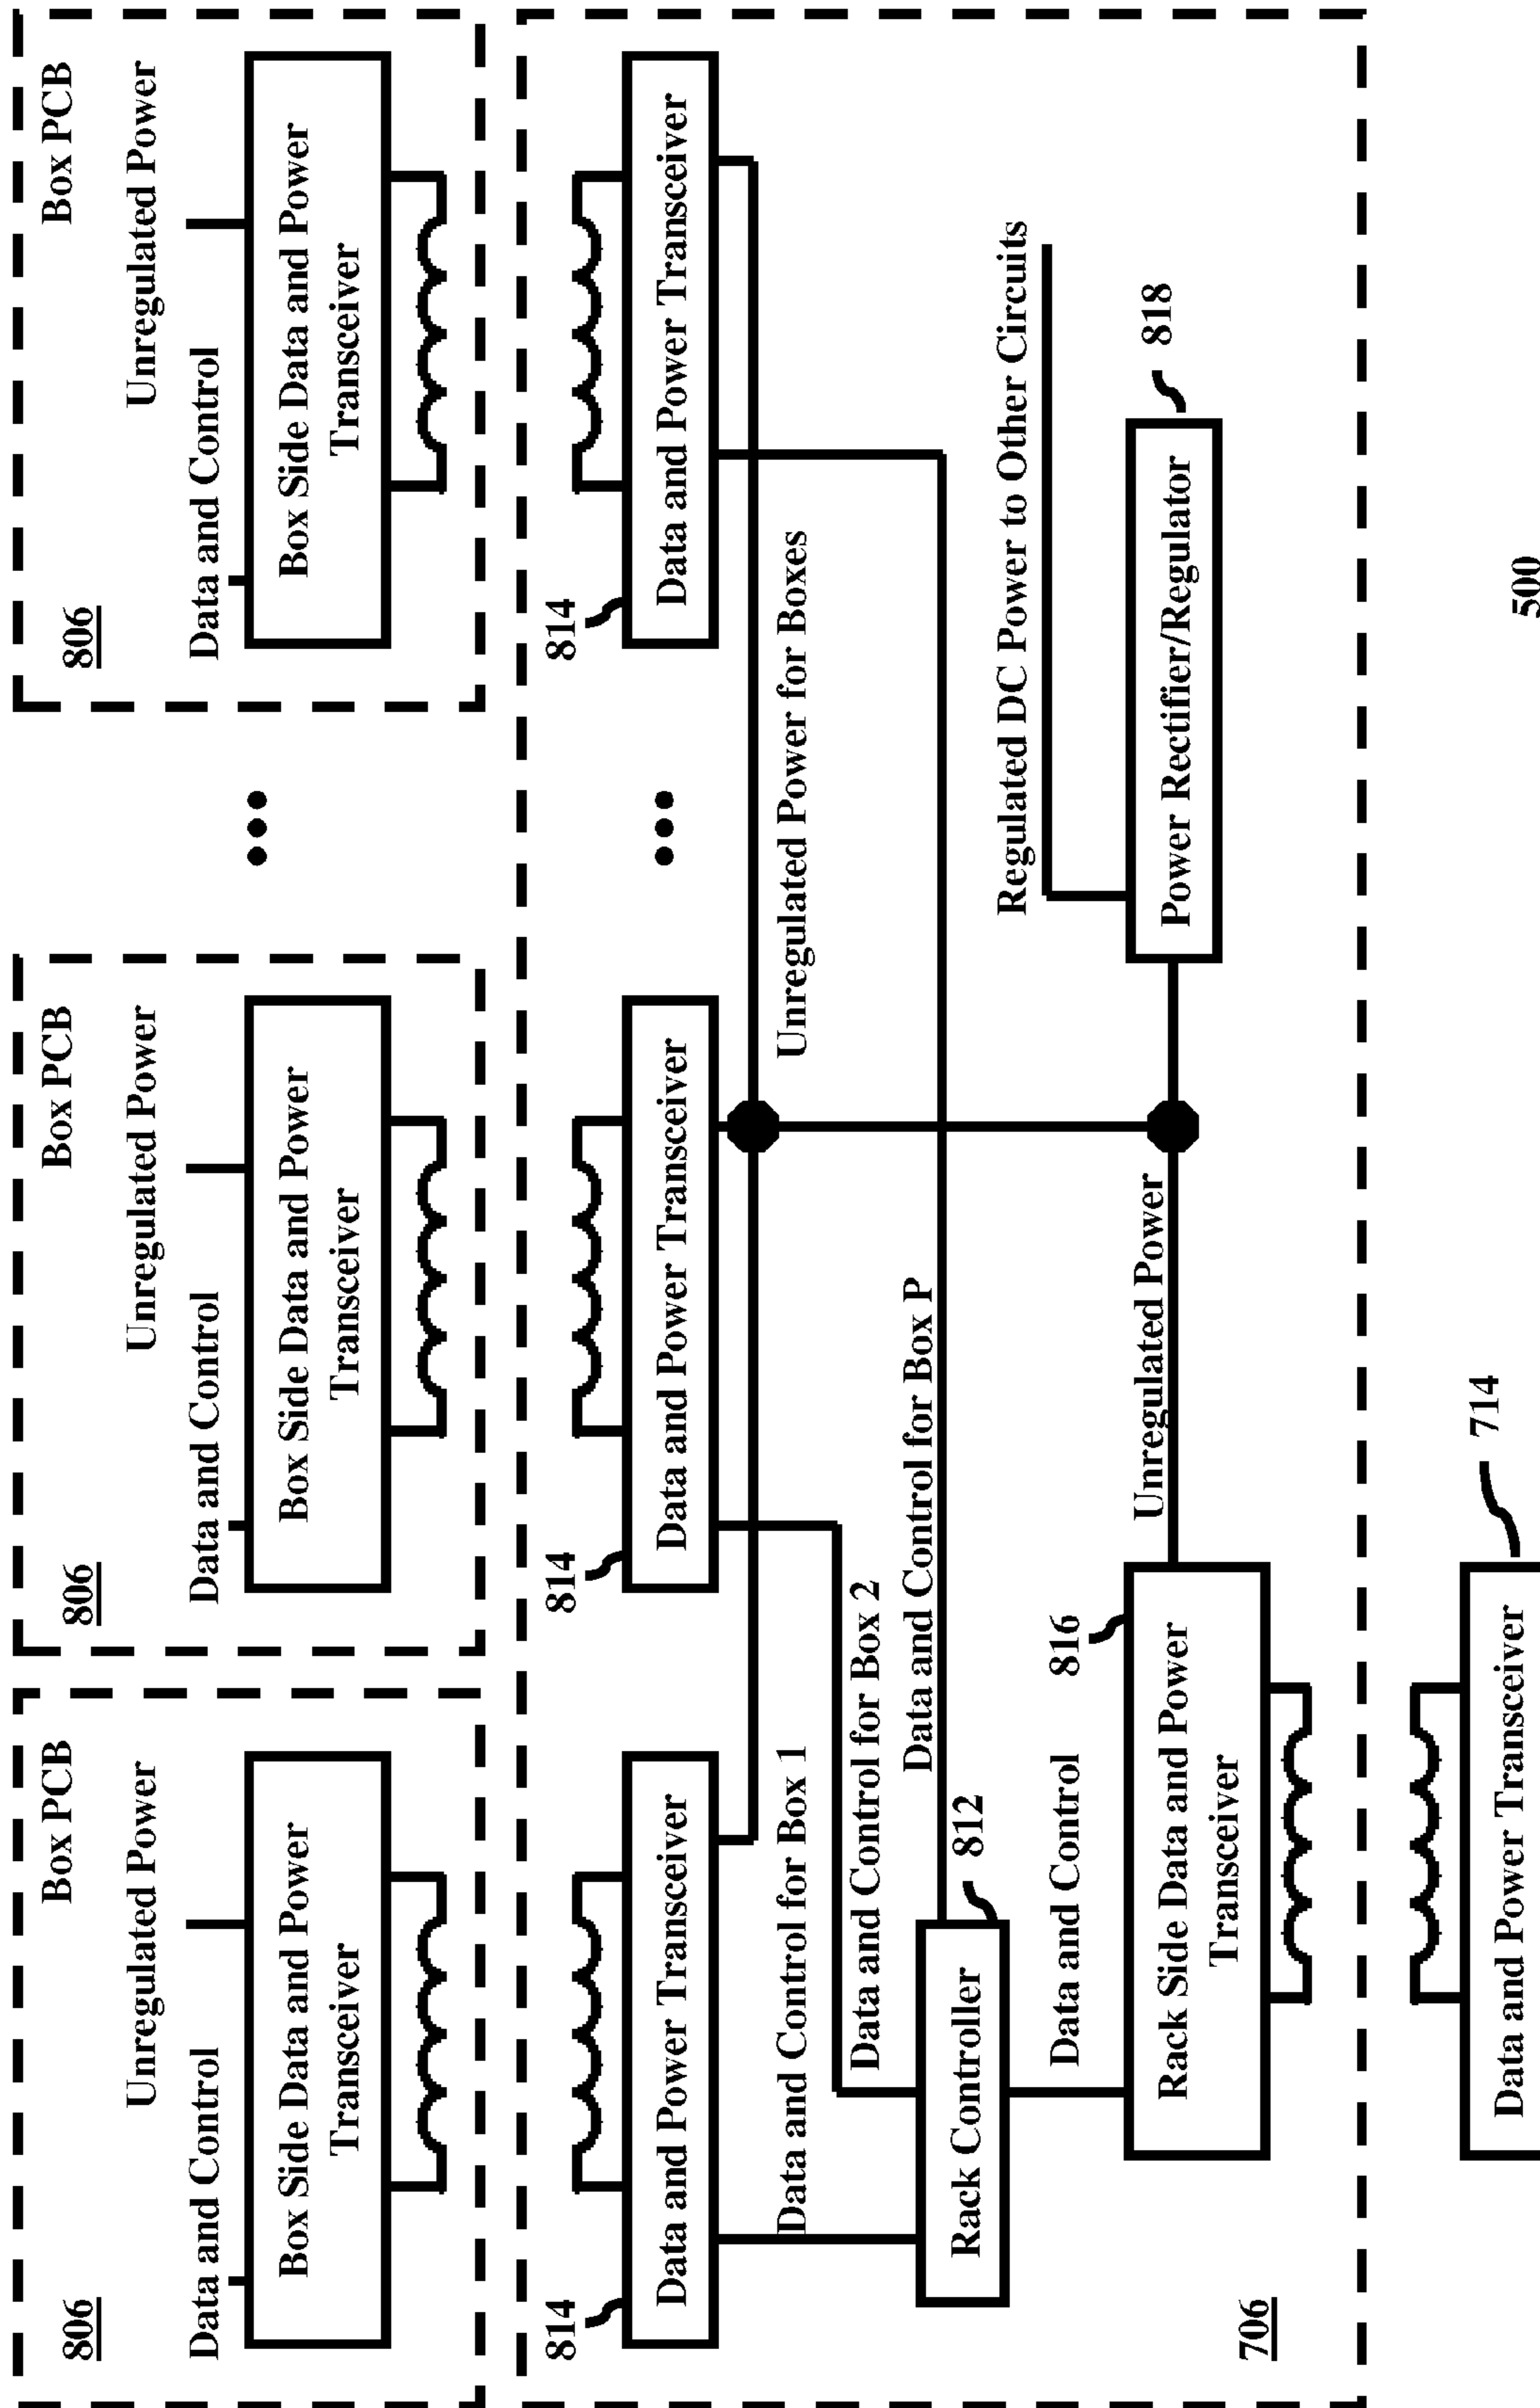 Box PCB
Unregulated Power
Data and Control
806
Box Side Data and Power
Transceiver
Box PCB
Unregulated Power
Data and Control
806
Box Side Data and Power
Transceiver
Box PCB
Unregulated Power
Data and Control
806
Box Side Data and Power
Transceiver
814
Data and Power Transceiver
814
Data and Power Transceiver
814
Data and Power Transceiver
Data and Control for Box 1
Unregulated Power for Boxes
Data and Control for Box 2
Data and Control for Box P
Rack Controller
812
Regulated DC Power to Other Circuits
Data and Control
816
Unregulated Power
818
Rack Side Data and Power
Transceiver
Power Rectifier/Regulator
706
714
Data and Power Transceiver
500